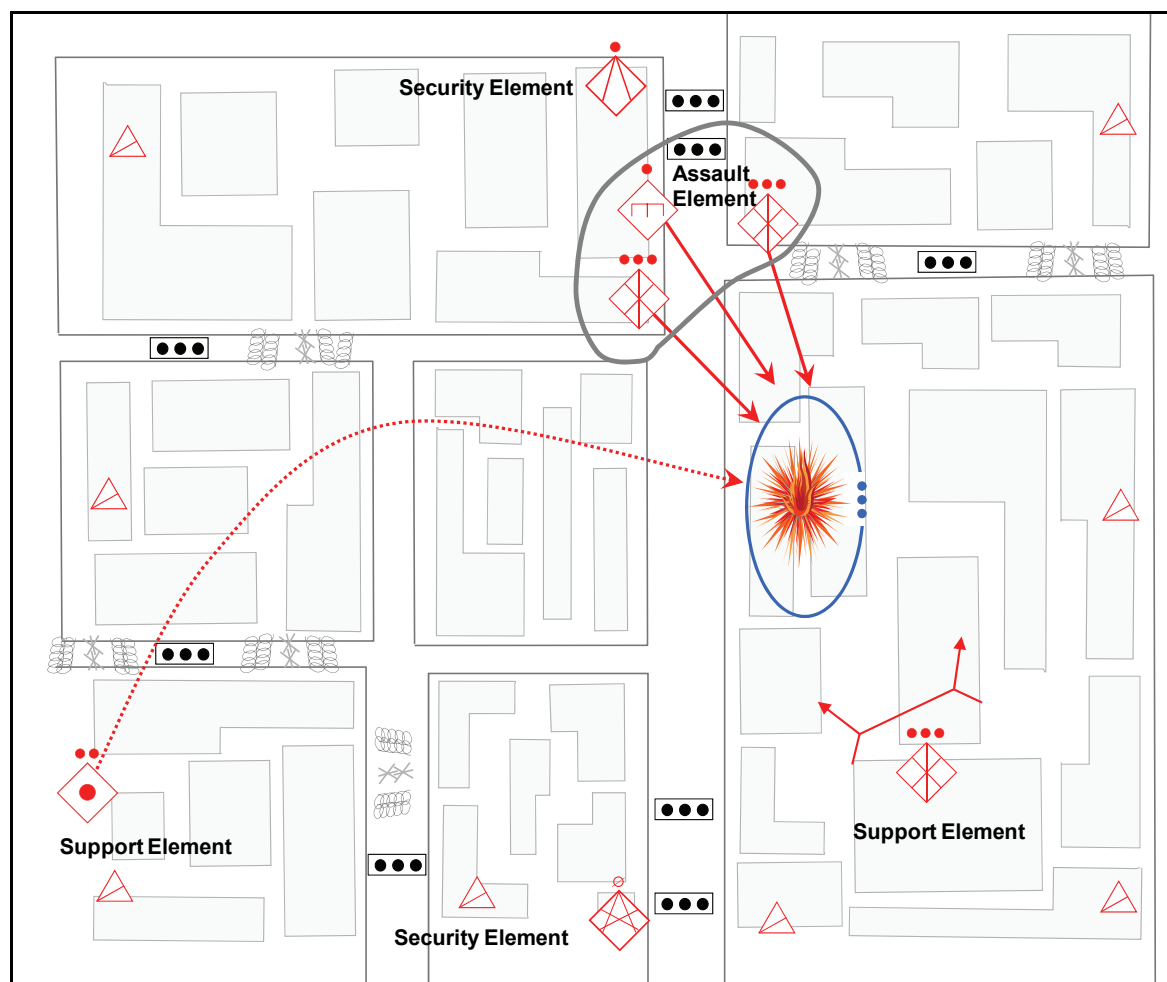 Security Element
Assault
Element
Support Element
Support Element
Security Element